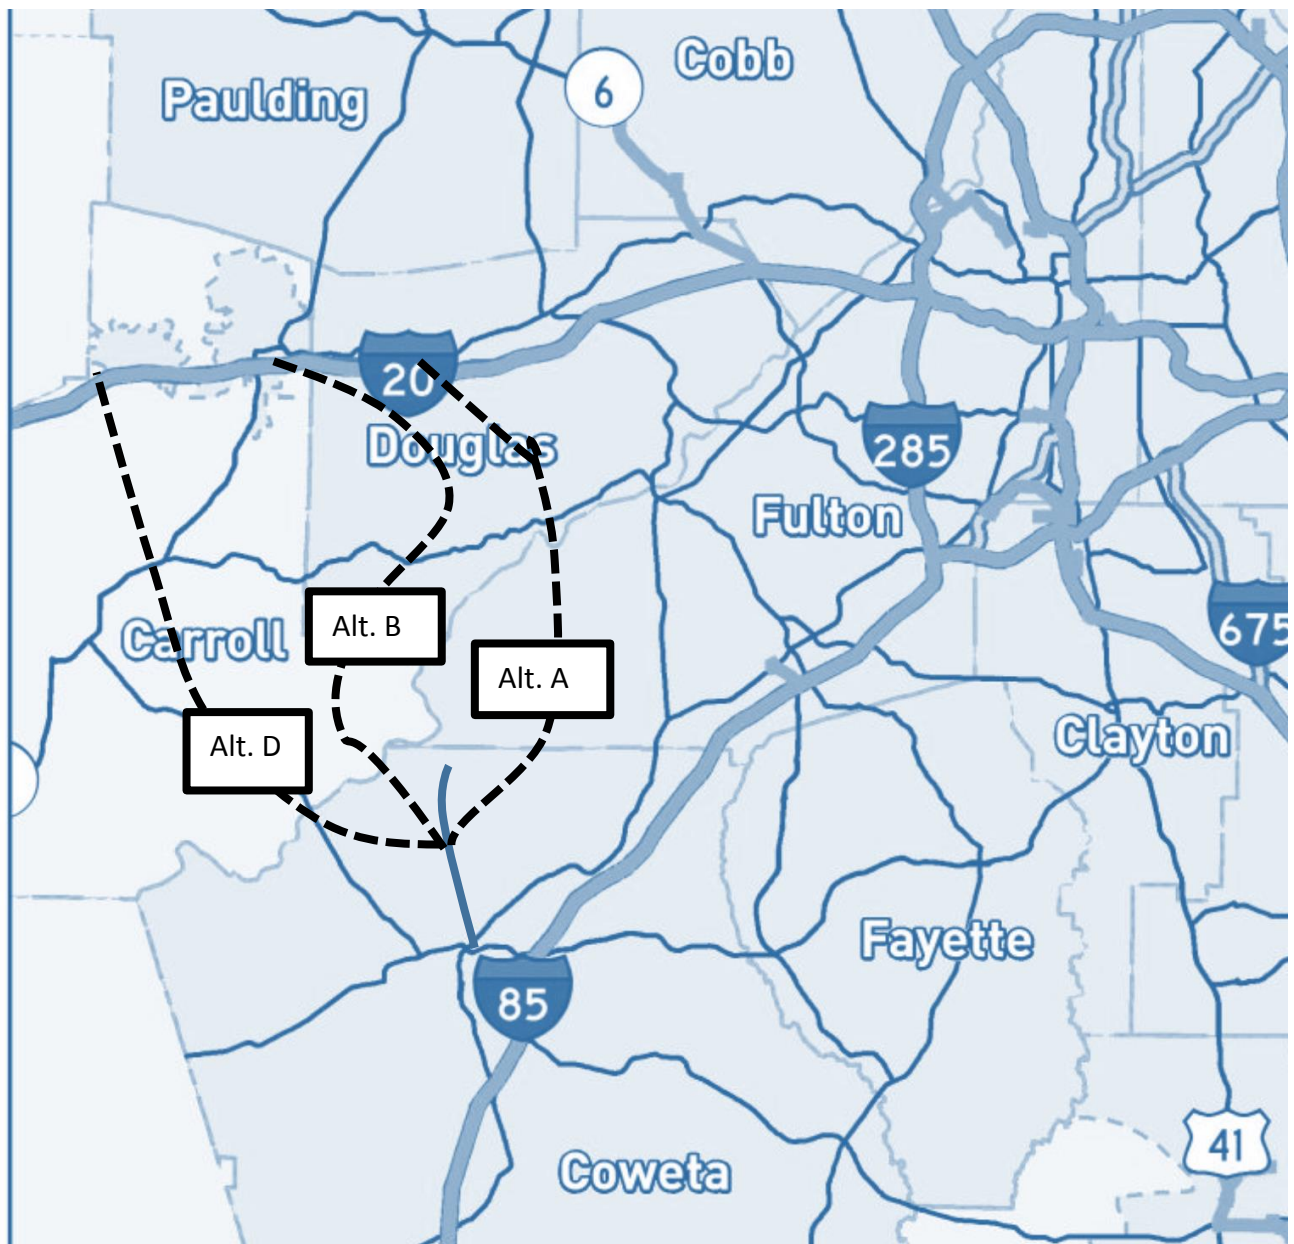 Cobb
6
Paulding
20
Douglas
285
Fulton
Alt. B
Carroll
675
Alt. A
Alt. D
Clayton
Fayette
85
41
Coweta